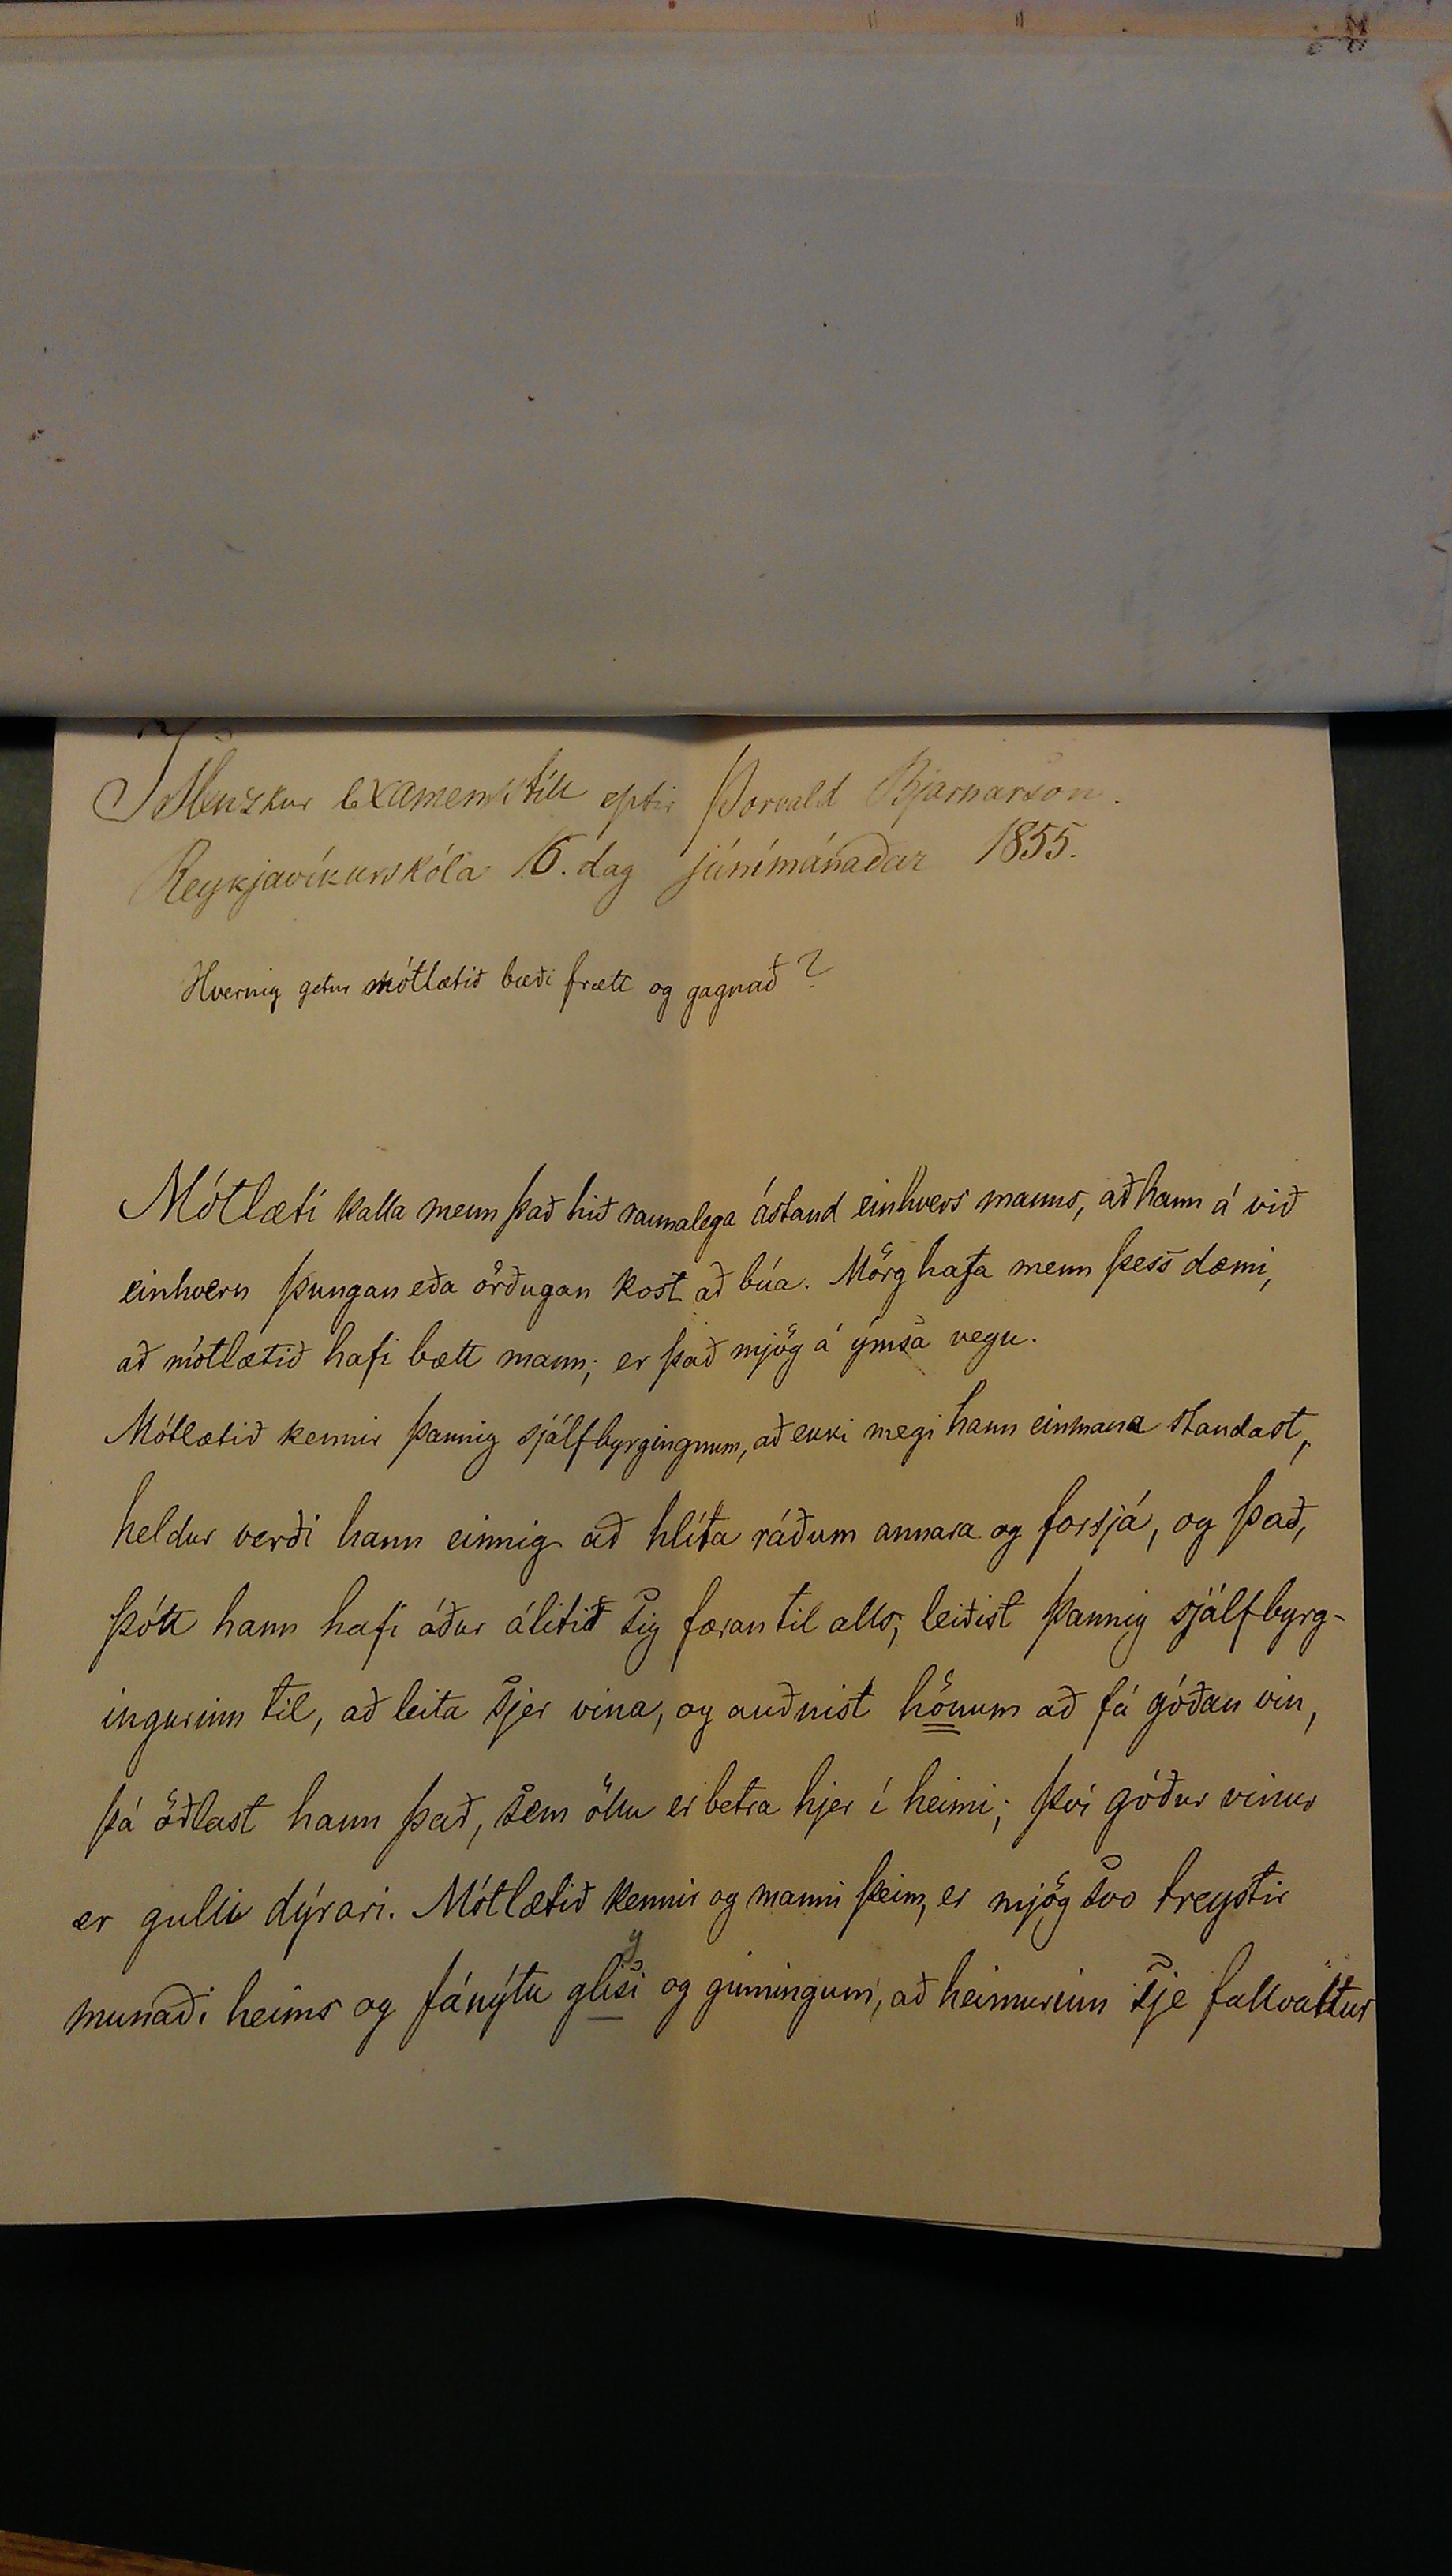 Íslenzkur examensstíll eptir Þorvald Bjarnarson.
Reykjavíkurskóla 16. dag júnímánaðar 1855.
Hvernig getur mótlætið bæði frætt og gagnað?
Mótlæti kalla menn það hið raunalega ástand einhvers manns, að hann á við
einhvern þungan eða örðugan kost að búa. Mörg hafa menn þess dæmi,
að mótlætið hafi bætt mann; er það mjög á ýmsa vegu.
Mótlætið kennir þannig sjálfbyrgingnum, að ekki megi hann einmana standast,
heldur verði hann einnig að hlíta ráðum annara og forsjá, og það,
þótt hann hafi áður álitið sig færan til alls; leiðist þannig sjálfbyrg-
ingurinn til, að leita sjer vina, og auðnist hönum að fá góðan vin,
þá öðlast hann það, sem öllu er betra hjer í heimi; því góður vinur
er gulli dýrari. Mótlætið kennir og manni þeim, er mjög svo treystir
y
munaði heims og fánýtu glisi og ginningum, að heimurinn sje fallvaltur